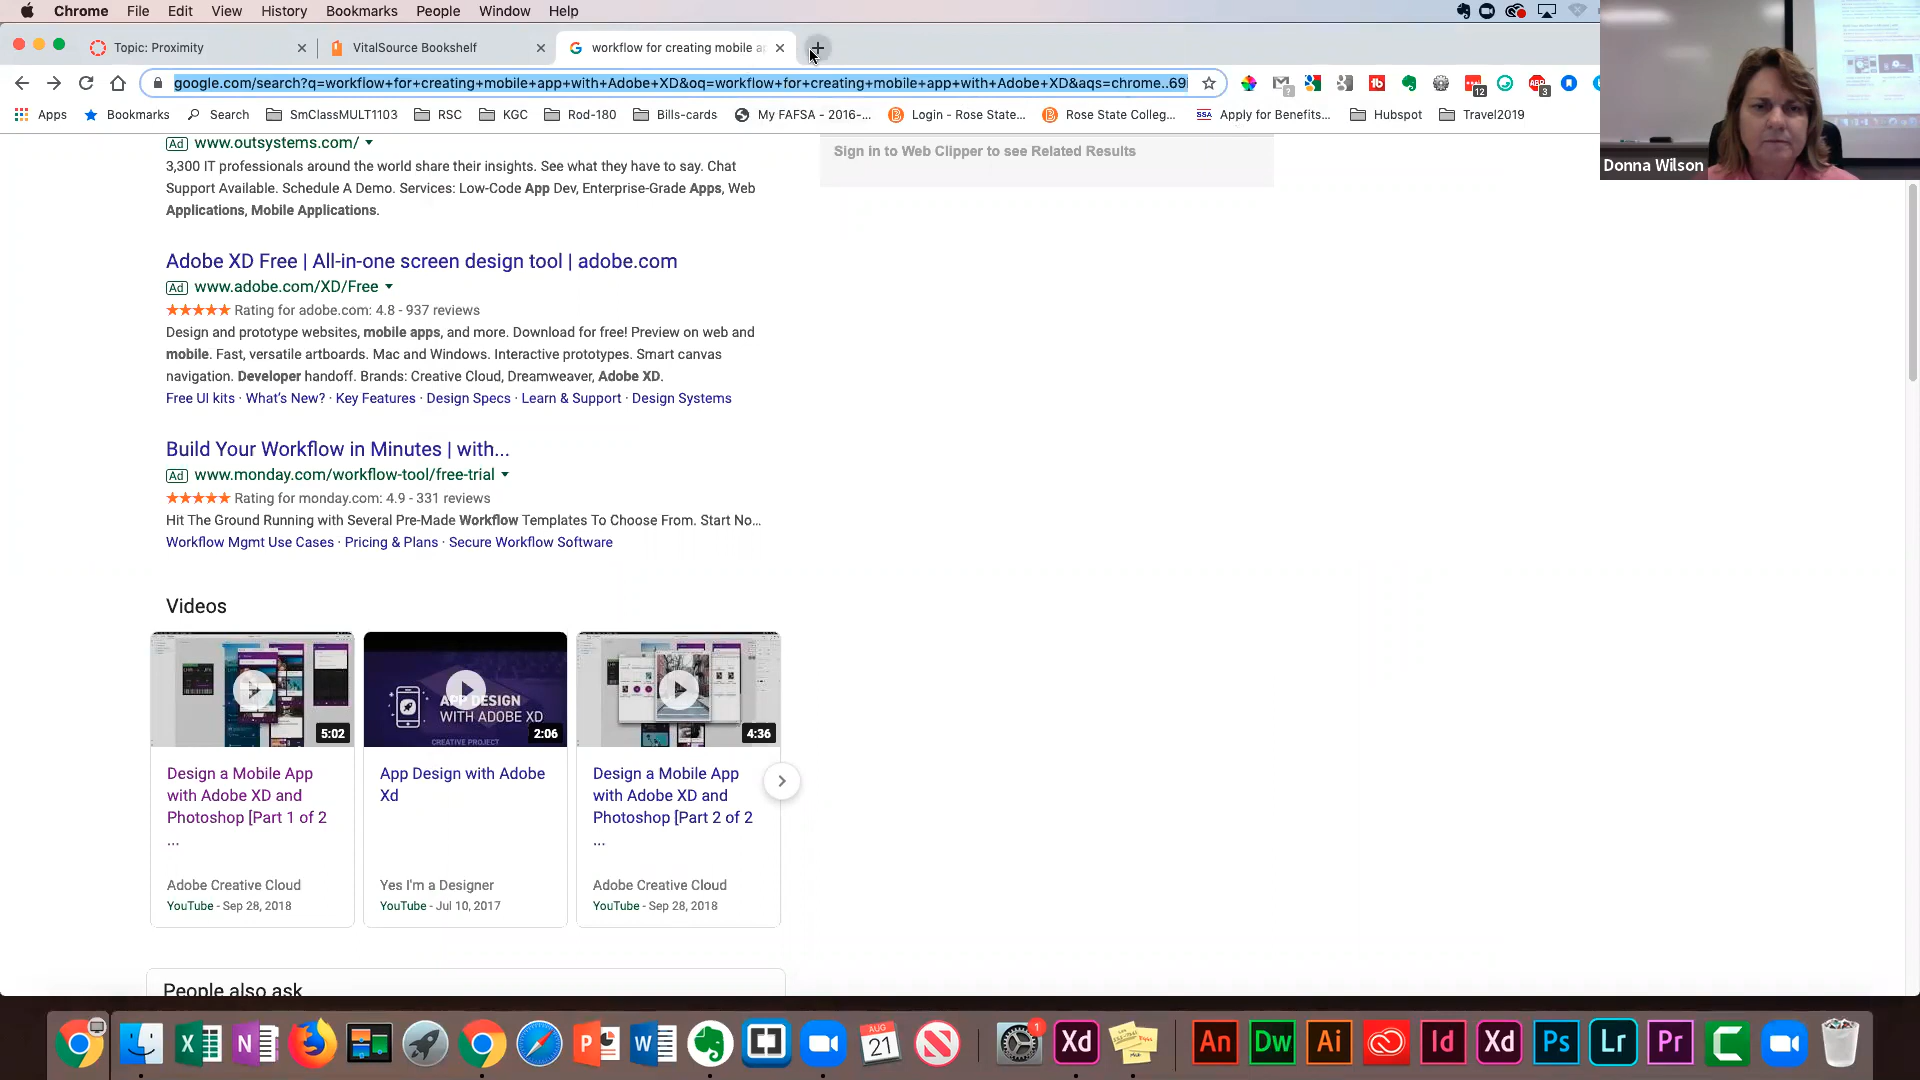 Chrome File Edit View History Bookmarks People Window Help
Topic: Proximity
VitalSource Bookshelf
workflow for creating mobile a
google.com/search?q=workflow+for+creating+mobile+app+with+Adobe+XD&oq=workflow+for+creating+mobile+app+with+Adobe+XD&aqs=chrome..69i
Apps Bookmarks Search SmClassMULT1103 RSC KGC Rod-180 Bills-cards My FAFSA - 2016-... Login - Rose State... Rose State Colleg... Apply for Benefits... Hubspot Travel2019
Donna Wilson
Ad www.outsystems.com/
3,300 IT professionals around the world share their insights. See what they have to say. Chat
Support Available. Schedule A Demo. Services: Low-Code App Dev, Enterprise-Grade Apps, Web
Applications, Mobile Applications.
Sign in to Web Clipper to see Related Results
Adobe XD Free | All-in-one screen design tool | adobe.com
Ad www.adobe.com/XD/Free
Rating for adobe.com: 4.8 - 937 reviews
Design and prototype websites, mobile apps, and more. Download for free! Preview on web and
mobile. Fast, versatile artboards. Mac and Windows. Interactive prototypes. Smart canvas
navigation. Developer handoff. Brands: Creative Cloud, Dreamweaver, Adobe XD.
Free UI kits · What's New? · Key Features · Design Specs · Learn & Support · Design Systems
Build Your Workflow in Minutes | with...
Ad www.monday.com/workflow-tool/free-trial
Rating for monday.com: 4.9 - 331 reviews
Hit The Ground Running with Several Pre-Made Workflow Templates To Choose From. Start No...
Workflow Mgmt Use Cases · Pricing & Plans · Secure Workflow Software
Videos
5:02
APP DESIGN
WITH ADOBE XD
CREATIVE PROJECT
2:06
4:36
Design a Mobile App
with Adobe XD and
Photoshop [Part 1 of 2
...
Adobe Creative Cloud
YouTube - Sep 28, 2018
App Design with Adobe
Xd
Yes I'm a Designer
YouTube - Jul 10, 2017
Design a Mobile App
with Adobe XD and
Photoshop [Part 2 of 2
...
Adobe Creative Cloud
YouTube - Sep 28, 2018
People also ask
AUG
21
1
Xd
An Dw Ai Id Xd Ps Lr Pr